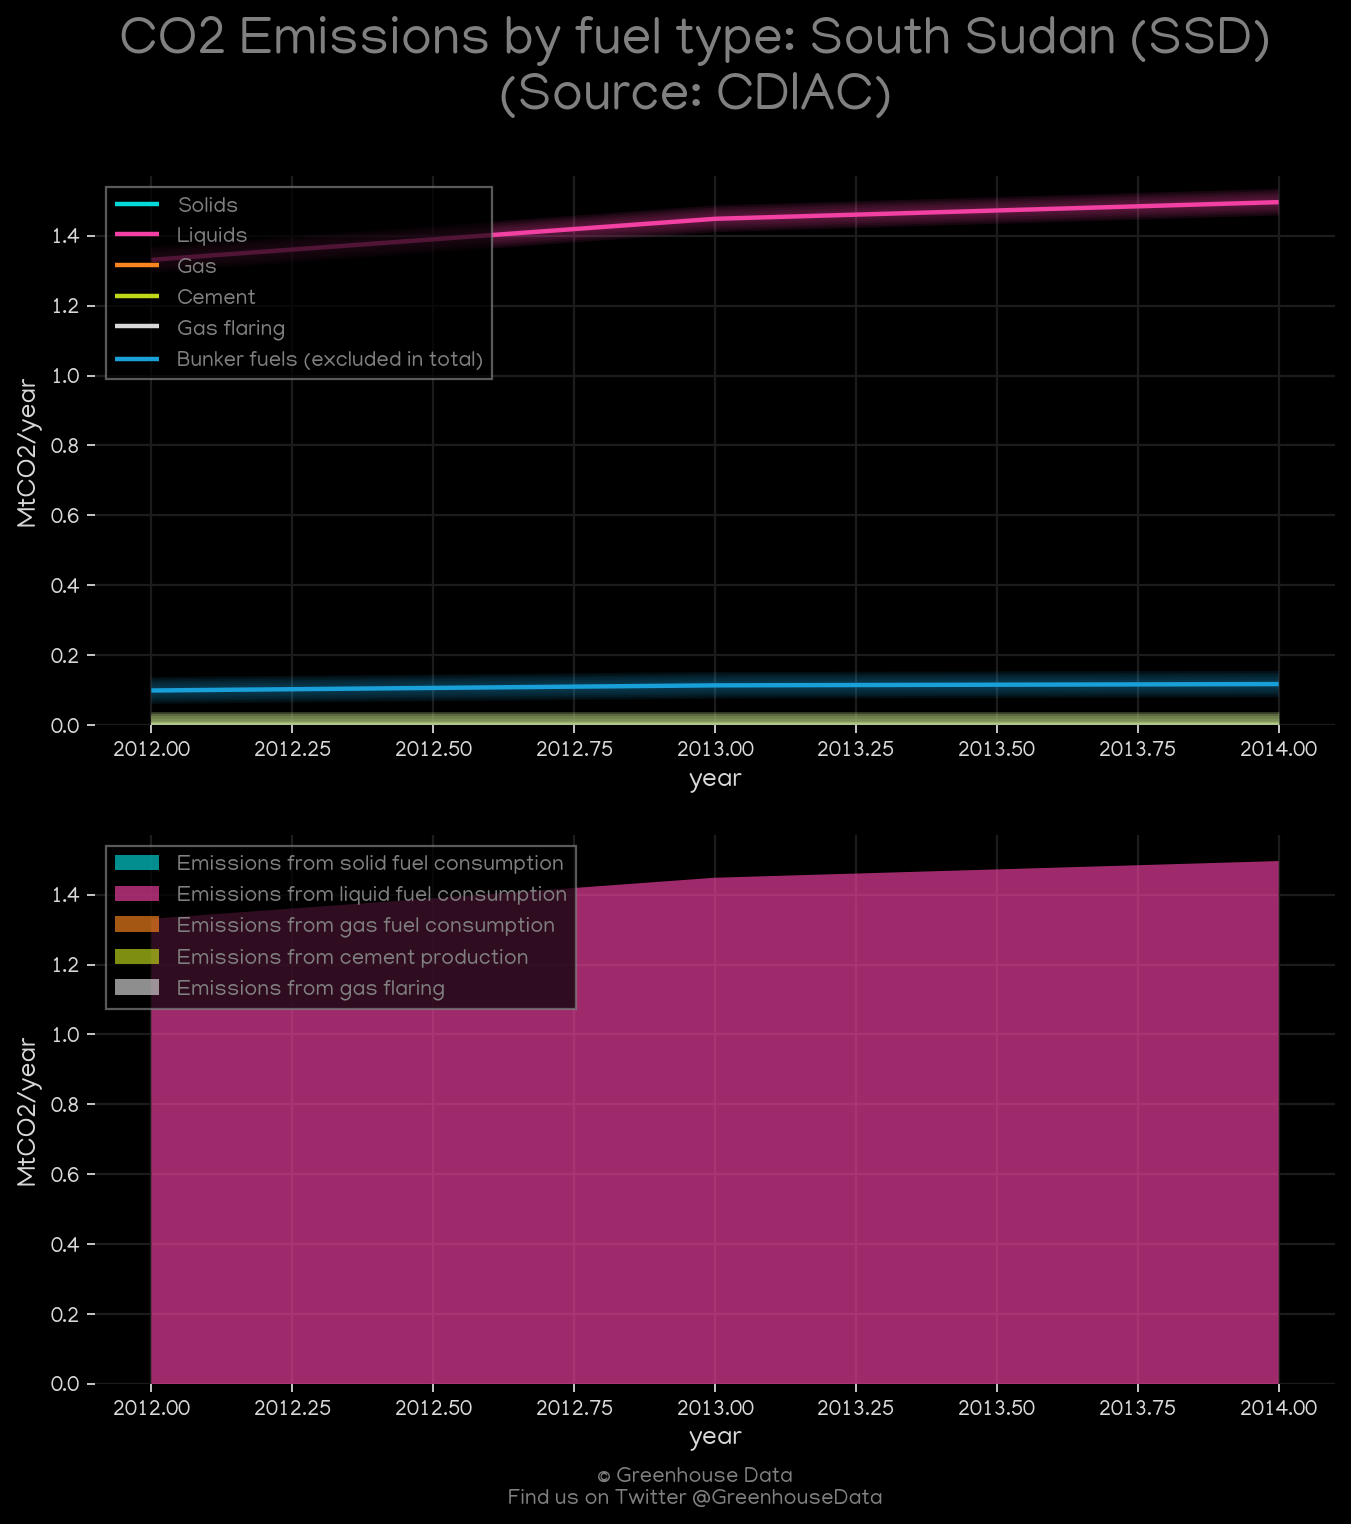 CO2 Emissions by fuel type: South Sudan (SSD)
(Source: CDIAC)
Solids
Liquids
Gas
Cement
Gas flaring
Bunker fuels (excluded in total)
MtCO2/year
1.4
1.2
1.0
0.8
0.6
0.4
0.2
0.0
2012.00 2012.25 2012.50 2012.75 2013.00 2013.25 2013.50 2013.75 2014.00
year
Emissions from solid fuel consumption
Emissions from liquid fuel consumption
Emissions from gas fuel consumption
Emissions from cement production
Emissions from gas flaring
MtCO2/year
1.4
1.2
1.0
0.8
0.6
0.4
0.2
0.0
2012.00 2012.25 2012.50 2012.75 2013.00 2013.25 2013.50 2013.75 2014.00
year
© Greenhouse Data
Find us on Twitter @GreenhouseData